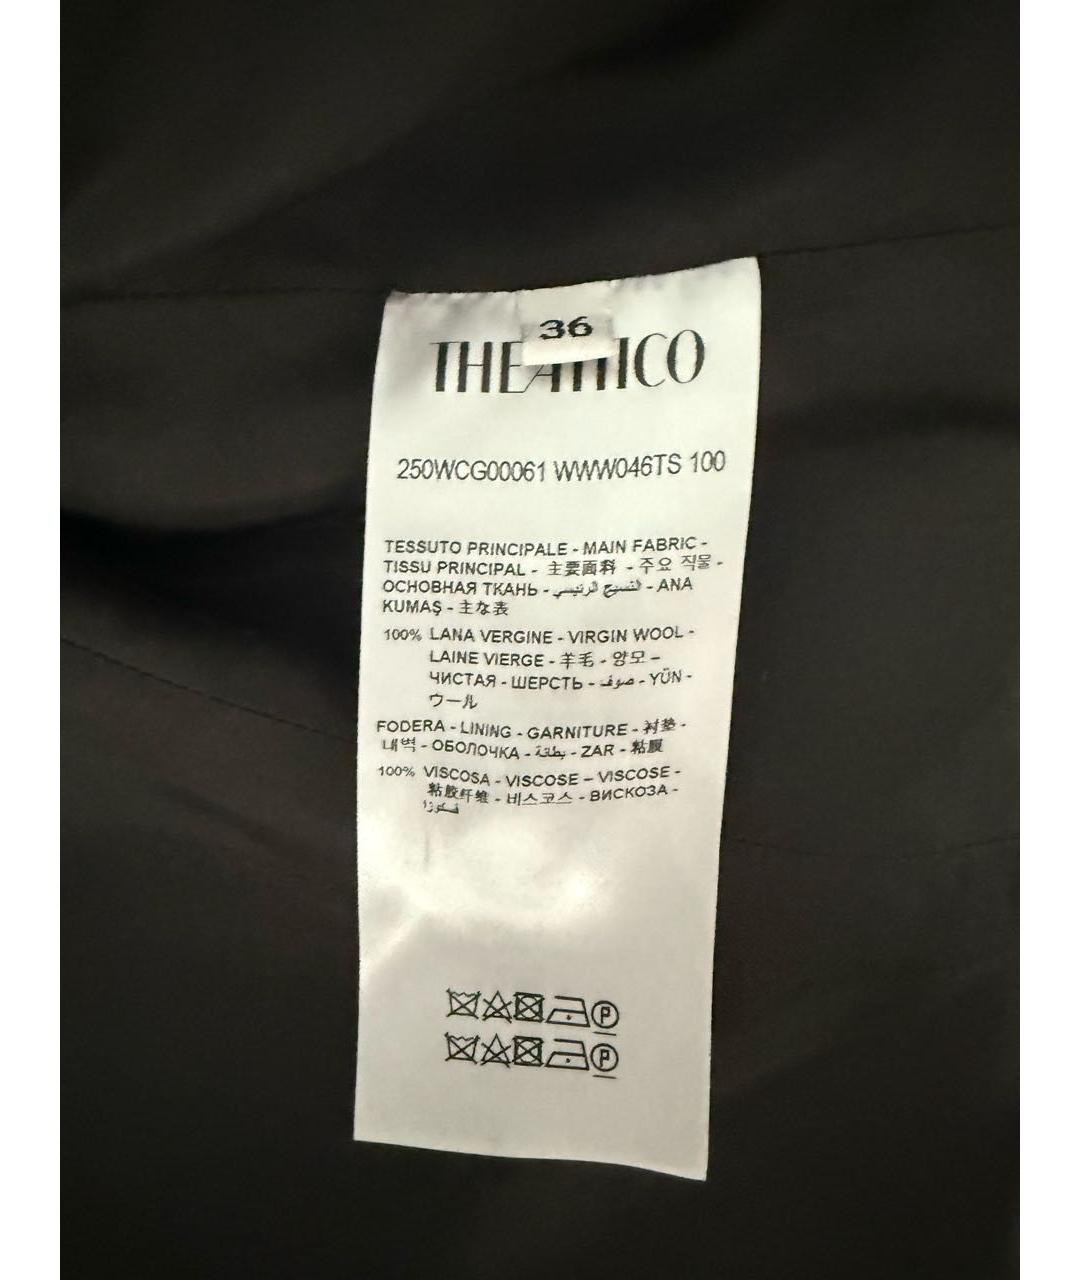 36
THE ATTICO
250WCG00061 WWW046TS 100
TESSUTO PRINCIPALE - MAIN FABRIC -
TISSU PRINCIPAL - 主要面料 - 주요 직물 -
ОСНОВНАЯ ТКАНЬ - النسيج الرئيسي - ANA
KUMAŞ - 主な表
100% LANA VERGINE - VIRGIN WOOL -
LAINE VIERGE - 羊毛 - 양모 –
ЧИСТАЯ - ШЕРСТЬ - صوف - YÜN -
ウール
FODERA - LINING - GARNITURE - 衬垫 -
내벽 - ОБОЛОЧКА - بطانة - ZAR -
100% VISCOSA - VISCOSE – VISCOSE -
粘胶纤维 - 비스코스 - ВИСКОЗА -
فسكوزا
P
P